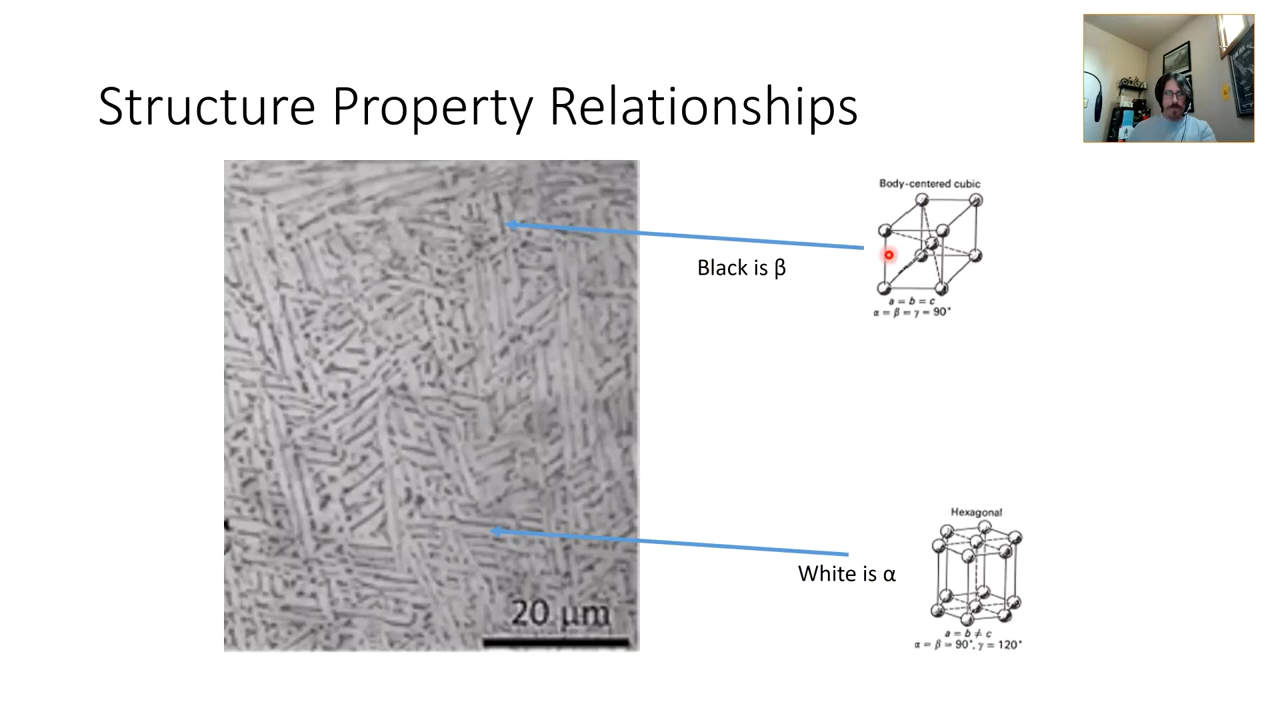 Structure Property Relationships
Body-centered cubic
Black is β
a = b = c
α = β = γ = 90°
Hexagonal
White is α
20 µm
a = b ≠ c
α = β = 90°, γ = 120°